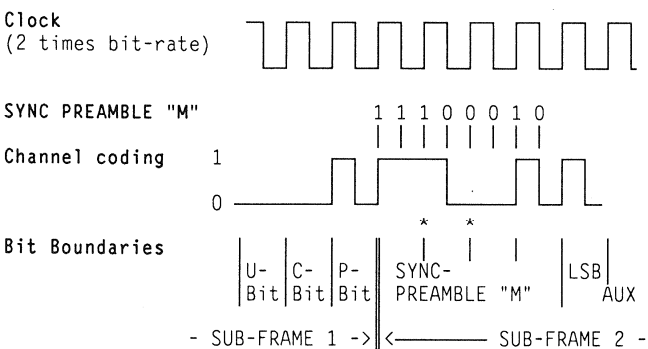 Clock
(2 times bit-rate)
SYNC PREAMBLE "M" 1 1 1 0 0 0 1 0
Channel coding 1
0
* *
Bit Boundaries
U- C- P- SYNC- LSB
Bit Bit Bit PREAMBLE "M" AUX
- SUB-FRAME 1 -> <—— SUB-FRAME 2 -